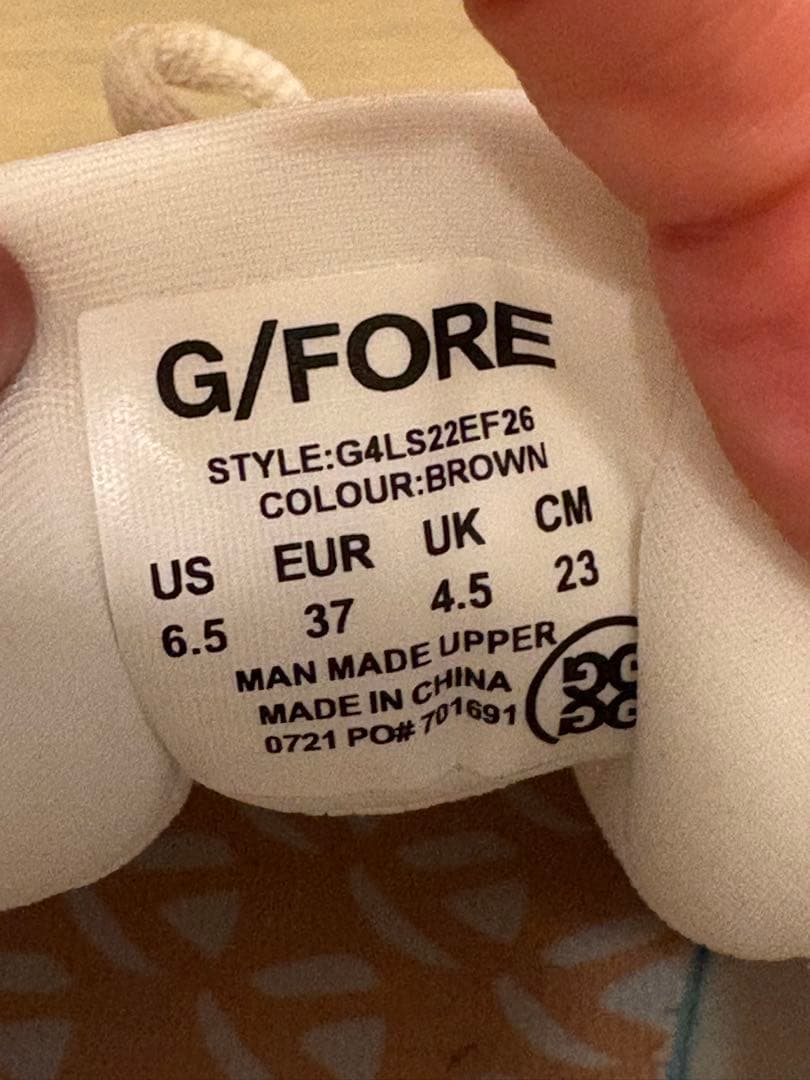 G/FORE
STYLE:G4LS22EF26
COLOUR:BROWN
US EUR UK CM
6.5 37 4.5 23
MAN MADE UPPER
MADE IN CHINA
0721 PO# 701691